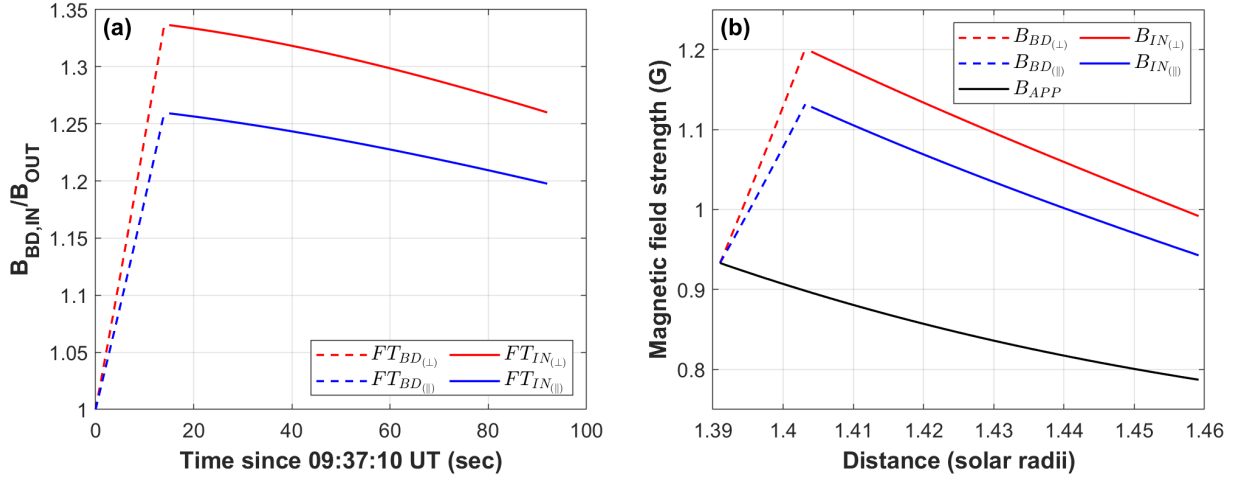 (a)
B_BD,IN/B_OUT
1.35
1.3
1.25
1.2
1.15
1.1
1.05
1
0 20 40 60 80 100
Time since 09:37:10 UT (sec)
FT_BD(⊥) FT_IN(⊥)
FT_BD(||) FT_IN(||)
(b)
Magnetic field strength (G)
1.2
1.1
1
0.9
0.8
1.39 1.4 1.41 1.42 1.43 1.44 1.45 1.46
Distance (solar radii)
B_BD(⊥) B_IN(⊥)
B_BD(||) B_IN(||)
B_APP